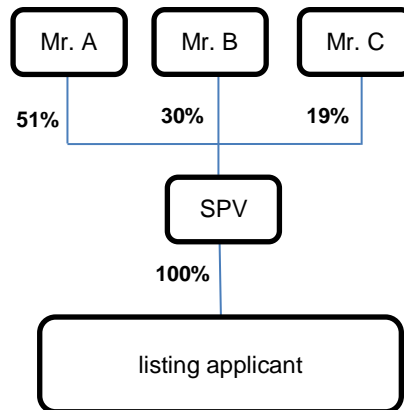 Mr. A
Mr. B
Mr. C
51%
30%
19%
SPV
100%
listing applicant